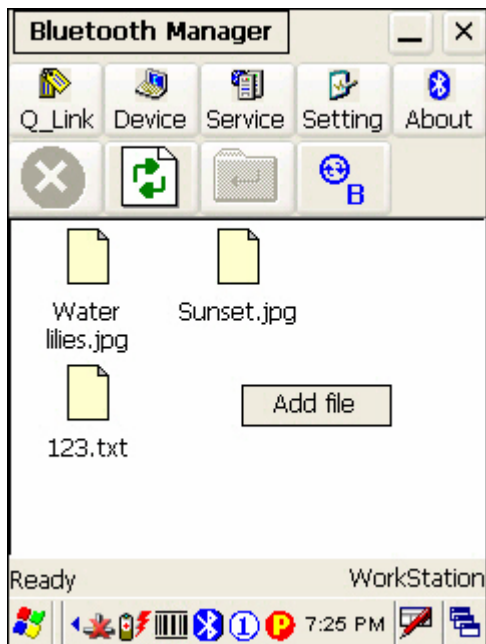 Bluetooth Manager
Q_Link Device Service Setting About
B
Water lilies.jpg
Sunset.jpg
123.txt
Add file
Ready WorkStation
1 P 7:25 PM